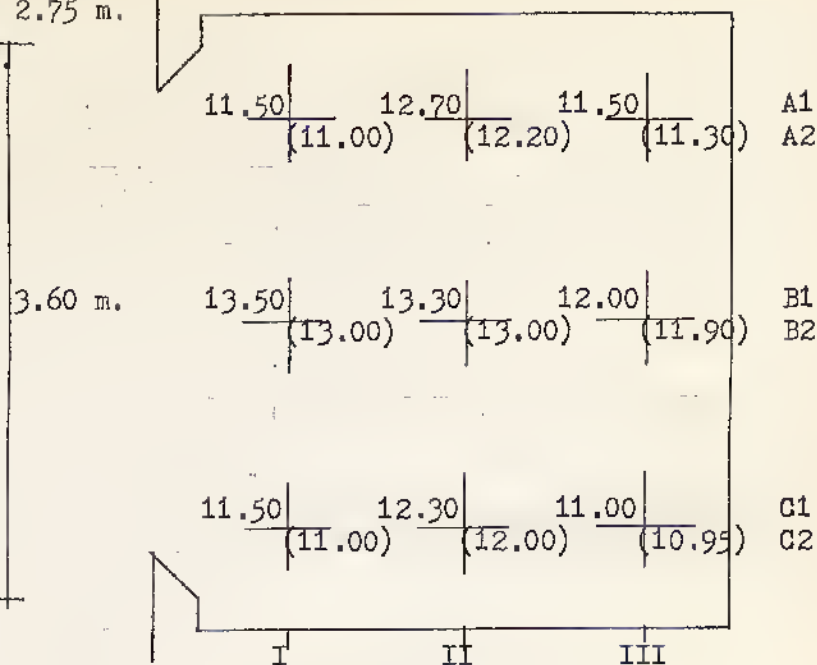 2.75 m.
11.50 12.70 11.50 A1
(11.00) (12.20) (11.30) A2
3.60 m. 13.50 13.30 12.00 B1
(13.00) (13.00) (11.90) B2
11.50 12.30 11.00 C1
(11.00) (12.00) (10.95) C2
I II III